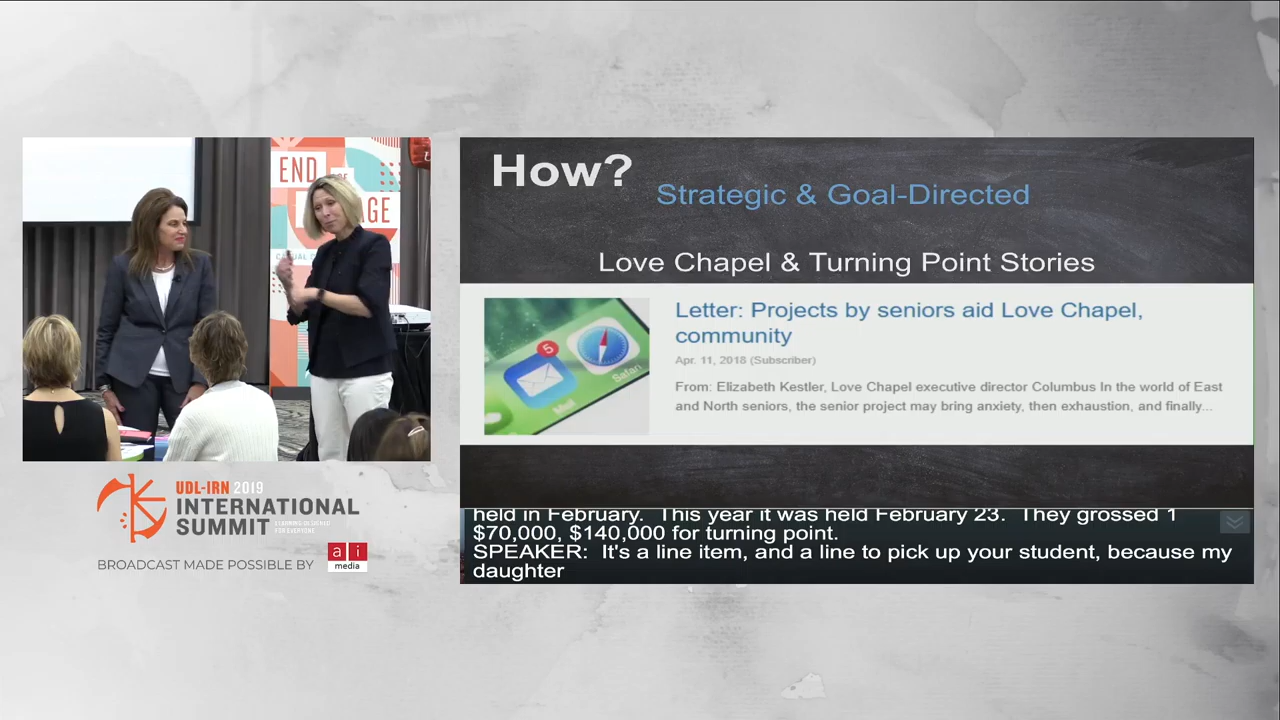 How?
Strategic & Goal-Directed
Love Chapel & Turning Point Stories
Letter: Projects by seniors aid Love Chapel,
community
Apr. 11, 2018 (Subscriber)
From: Elizabeth Kestler, Love Chapel executive director Columbus In the world of East
and North seniors, the senior project may bring anxiety, then exhaustion, and finally...
5
Mail
Safari
held in February. This year it was held February 23. They grossed 1
$70,000, $140,000 for turning point.
SPEAKER: It's a line item, and a line to pick up your student, because my
daughter
END
AGE
UDL-IRN 2019
INTERNATIONAL
SUMMIT
BROADCAST MADE POSSIBLE BY
ai
media